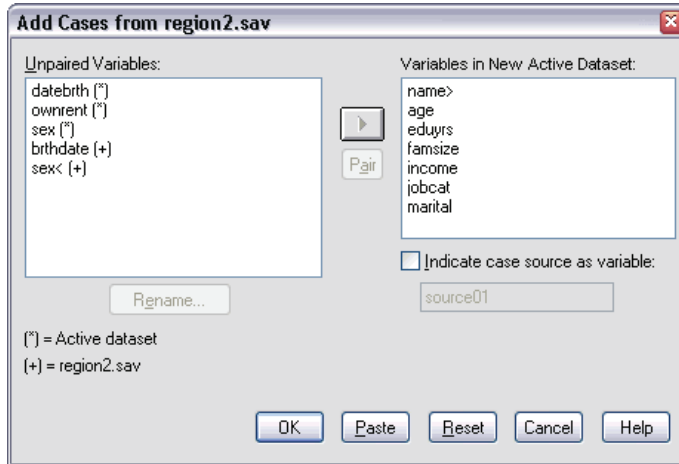 Add Cases from region2.sav
Unpaired Variables:
datebrth (*)
ownrent (*)
sex (*)
brthdate (+)
sex< (+)
Rename...
(*) = Active dataset
(+) = region2.sav
Pair
Variables in New Active Dataset:
name>
age
eduyrs
famsize
income
jobcat
marital
Indicate case source as variable:
source01
OK
Paste
Reset
Cancel
Help